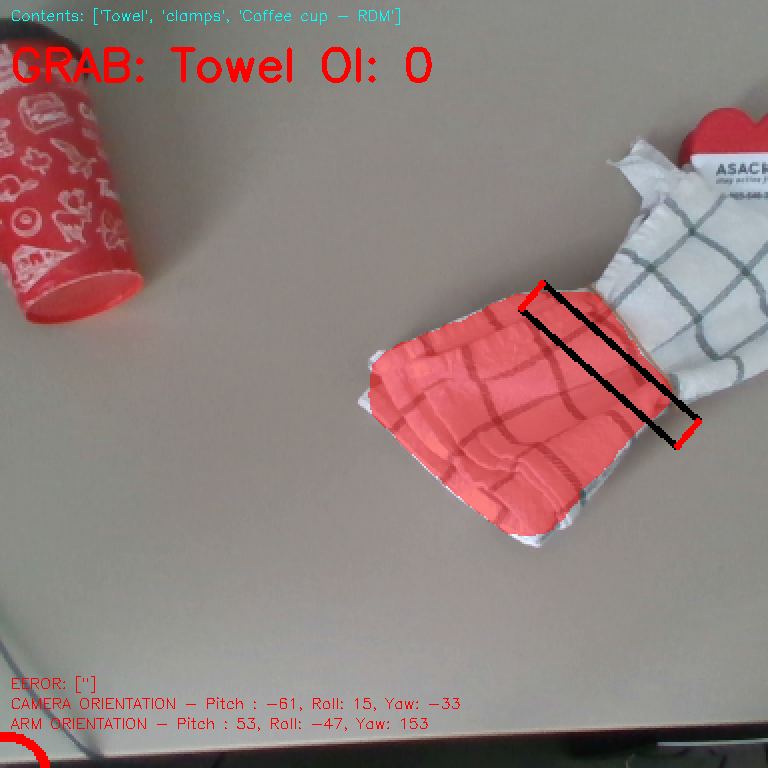 Contents: ['Towel', 'clamps', 'Coffee cup – RDM']
GRAB: Towel OI: 0
ASACR
EEROR: ['']
CAMERA ORIENTATION – Pitch : –61, Roll: 15, Yaw: –33
ARM ORIENTATION – Pitch : 53, Roll: –47, Yaw: 153